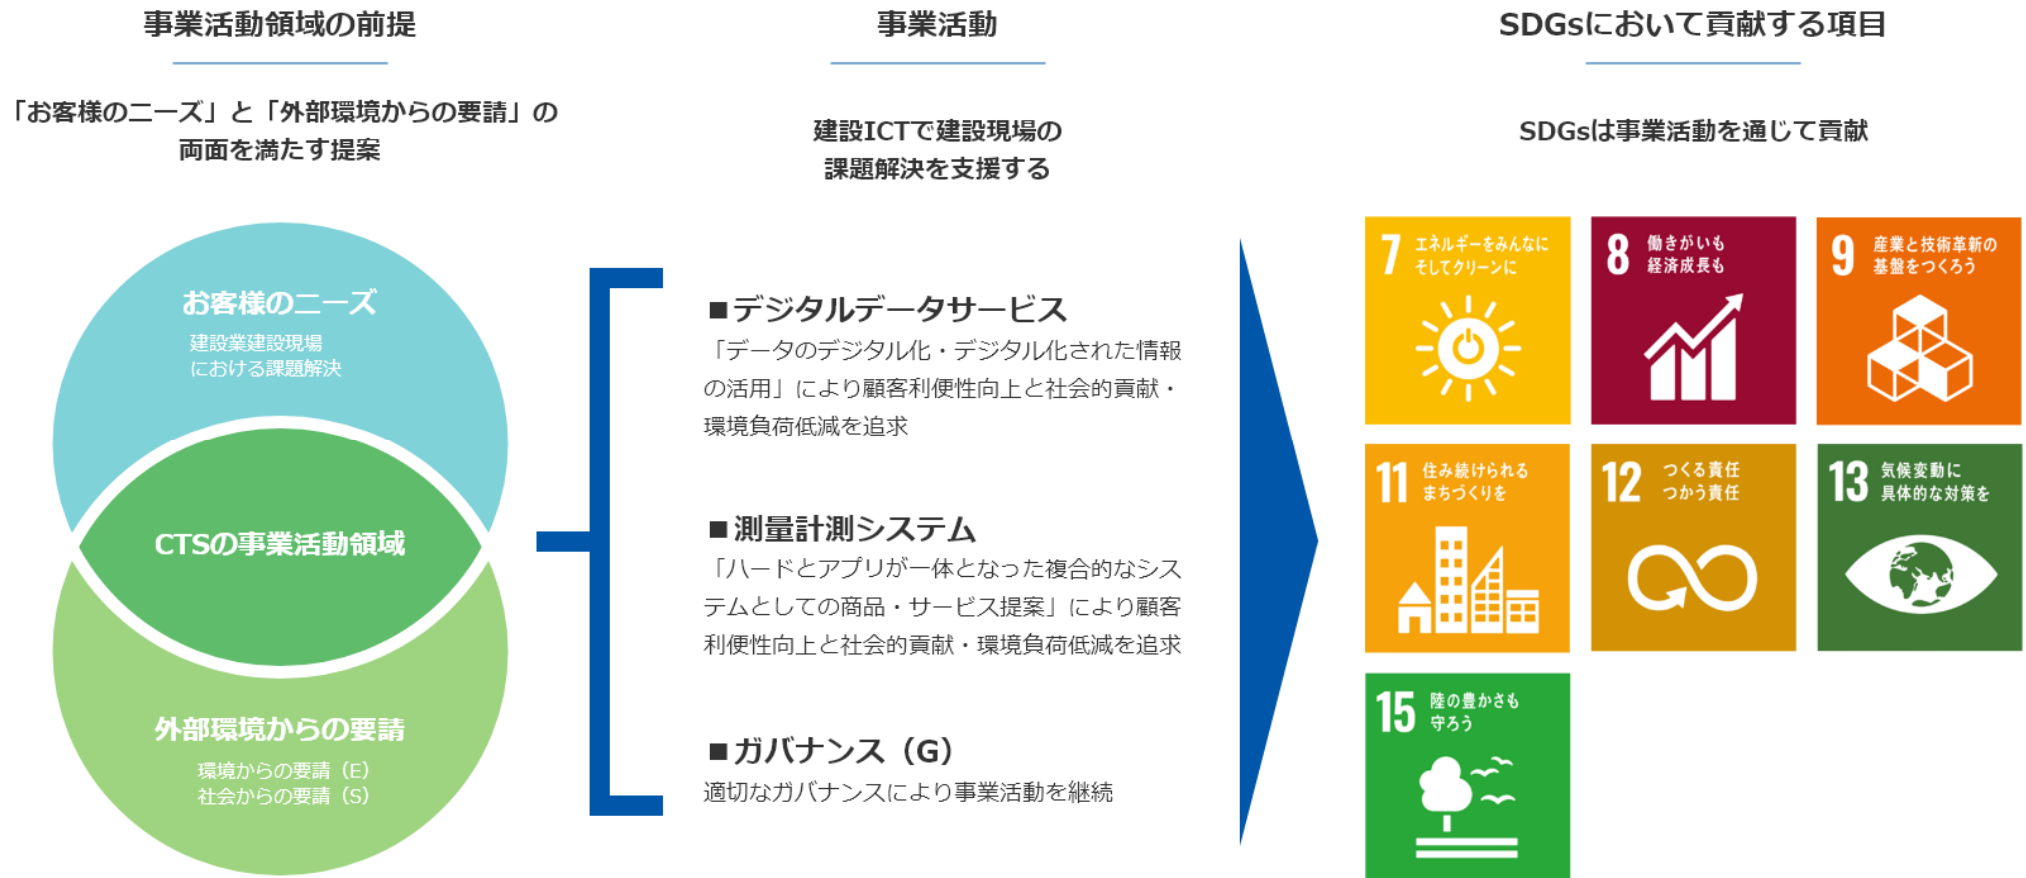 事業活動領域の前提
「お客様のニーズ」と「外部環境からの要請」の
両面を満たす提案
お客様のニーズ
建設業建設現場
における課題解決
CTSの事業活動領域
外部環境からの要請
環境からの要請（E）
社会からの要請（S）
事業活動
建設ICTで建設現場の
課題解決を支援する
■デジタルデータサービス
「データのデジタル化・デジタル化された情報
の活用」により顧客利便性向上と社会的貢献・
環境負荷低減を追求
■測量計測システム
「ハードとアプリが一体となった複合的なシス
テムとしての商品・サービス提案」により顧客
利便性向上と社会的貢献・環境負荷低減を追求
■ガバナンス（G）
適切なガバナンスにより事業活動を継続
SDGsにおいて貢献する項目
SDGsは事業活動を通じて貢献
7 エネルギーをみんなに
そしてクリーンに
8 働きがいも
経済成長も
9 産業と技術革新の
基盤をつくろう
11 住み続けられる
まちづくりを
12 つくる責任
つかう責任
13 気候変動に
具体的な対策を
15 陸の豊かさも
守ろう